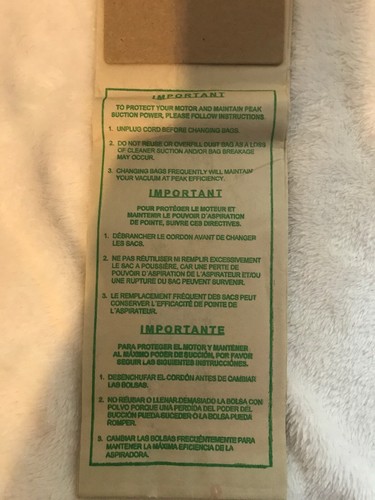 IMPORTANT
TO PROTECT YOUR MOTOR AND MAINTAIN PEAK
SUCTION POWER, PLEASE FOLLOW INSTRUCTIONS.
1. UNPLUG CORD BEFORE CHANGING BAGS.
2. DO NOT REUSE OR OVERFILL DUST BAG AS A LOSS
OF CLEANER SUCTION AND/OR BAG BREAKAGE
MAY OCCUR.
3. CHANGING BAGS FREQUENTLY WILL MAINTAIN
YOUR VACUUM AT PEAK EFFICIENCY.
IMPORTANT
POUR PROTÉGER LE MOTEUR ET
MAINTENIR LE POUVOIR D'ASPIRATION
DE POINTE, SUIVRE CES DIRECTIVES.
1. DÉBRANCHER LE CORDON AVANT DE CHANGER
LES SACS.
2. NE PAS RÉUTILISER NI REMPLIR EXCESSIVEMENT
LE SAC A POUSSIÈRE, CAR UNE PERTE DE
POUVOIR D'ASPIRATION DE L'ASPIRATEUR ET/OU
UNE RUPTURE DU SAC PEUVENT SURVENIR.
3. LE REMPLACEMENT FRÉQUENT DES SACS PEUT
CONSERVER L'EFFICACITÉ DE POINTE DE
L'ASPIRATEUR.
IMPORTANTE
PARA PROTEGER EL MOTOR Y MANTENER
AL MÁXIMO PODER DE SUCCIÓN, POR FAVOR
SEGUIR LAS SIGUIENTES INSTRUCCIÓNES.
1. DESENCHUFAR EL CORDÓN ANTES DE CAMBIAR
LAS BOLSAS.
2. NO REUSAR O LLENAR DEMASIADO LA BOLSA CON
POLVO PORQUE UNA PERDIDA DEL PODER DEL
SUCCIÓN PUEDA SUCEDER O LA BOLSA PUEDA
ROMPER.
3. CAMBIAR LAS BOLSAS FRECUÉNTEMENTE PARA
MANTENER LA MÁXIMA EFICIENCIA DE LA
ASPIRADORA.